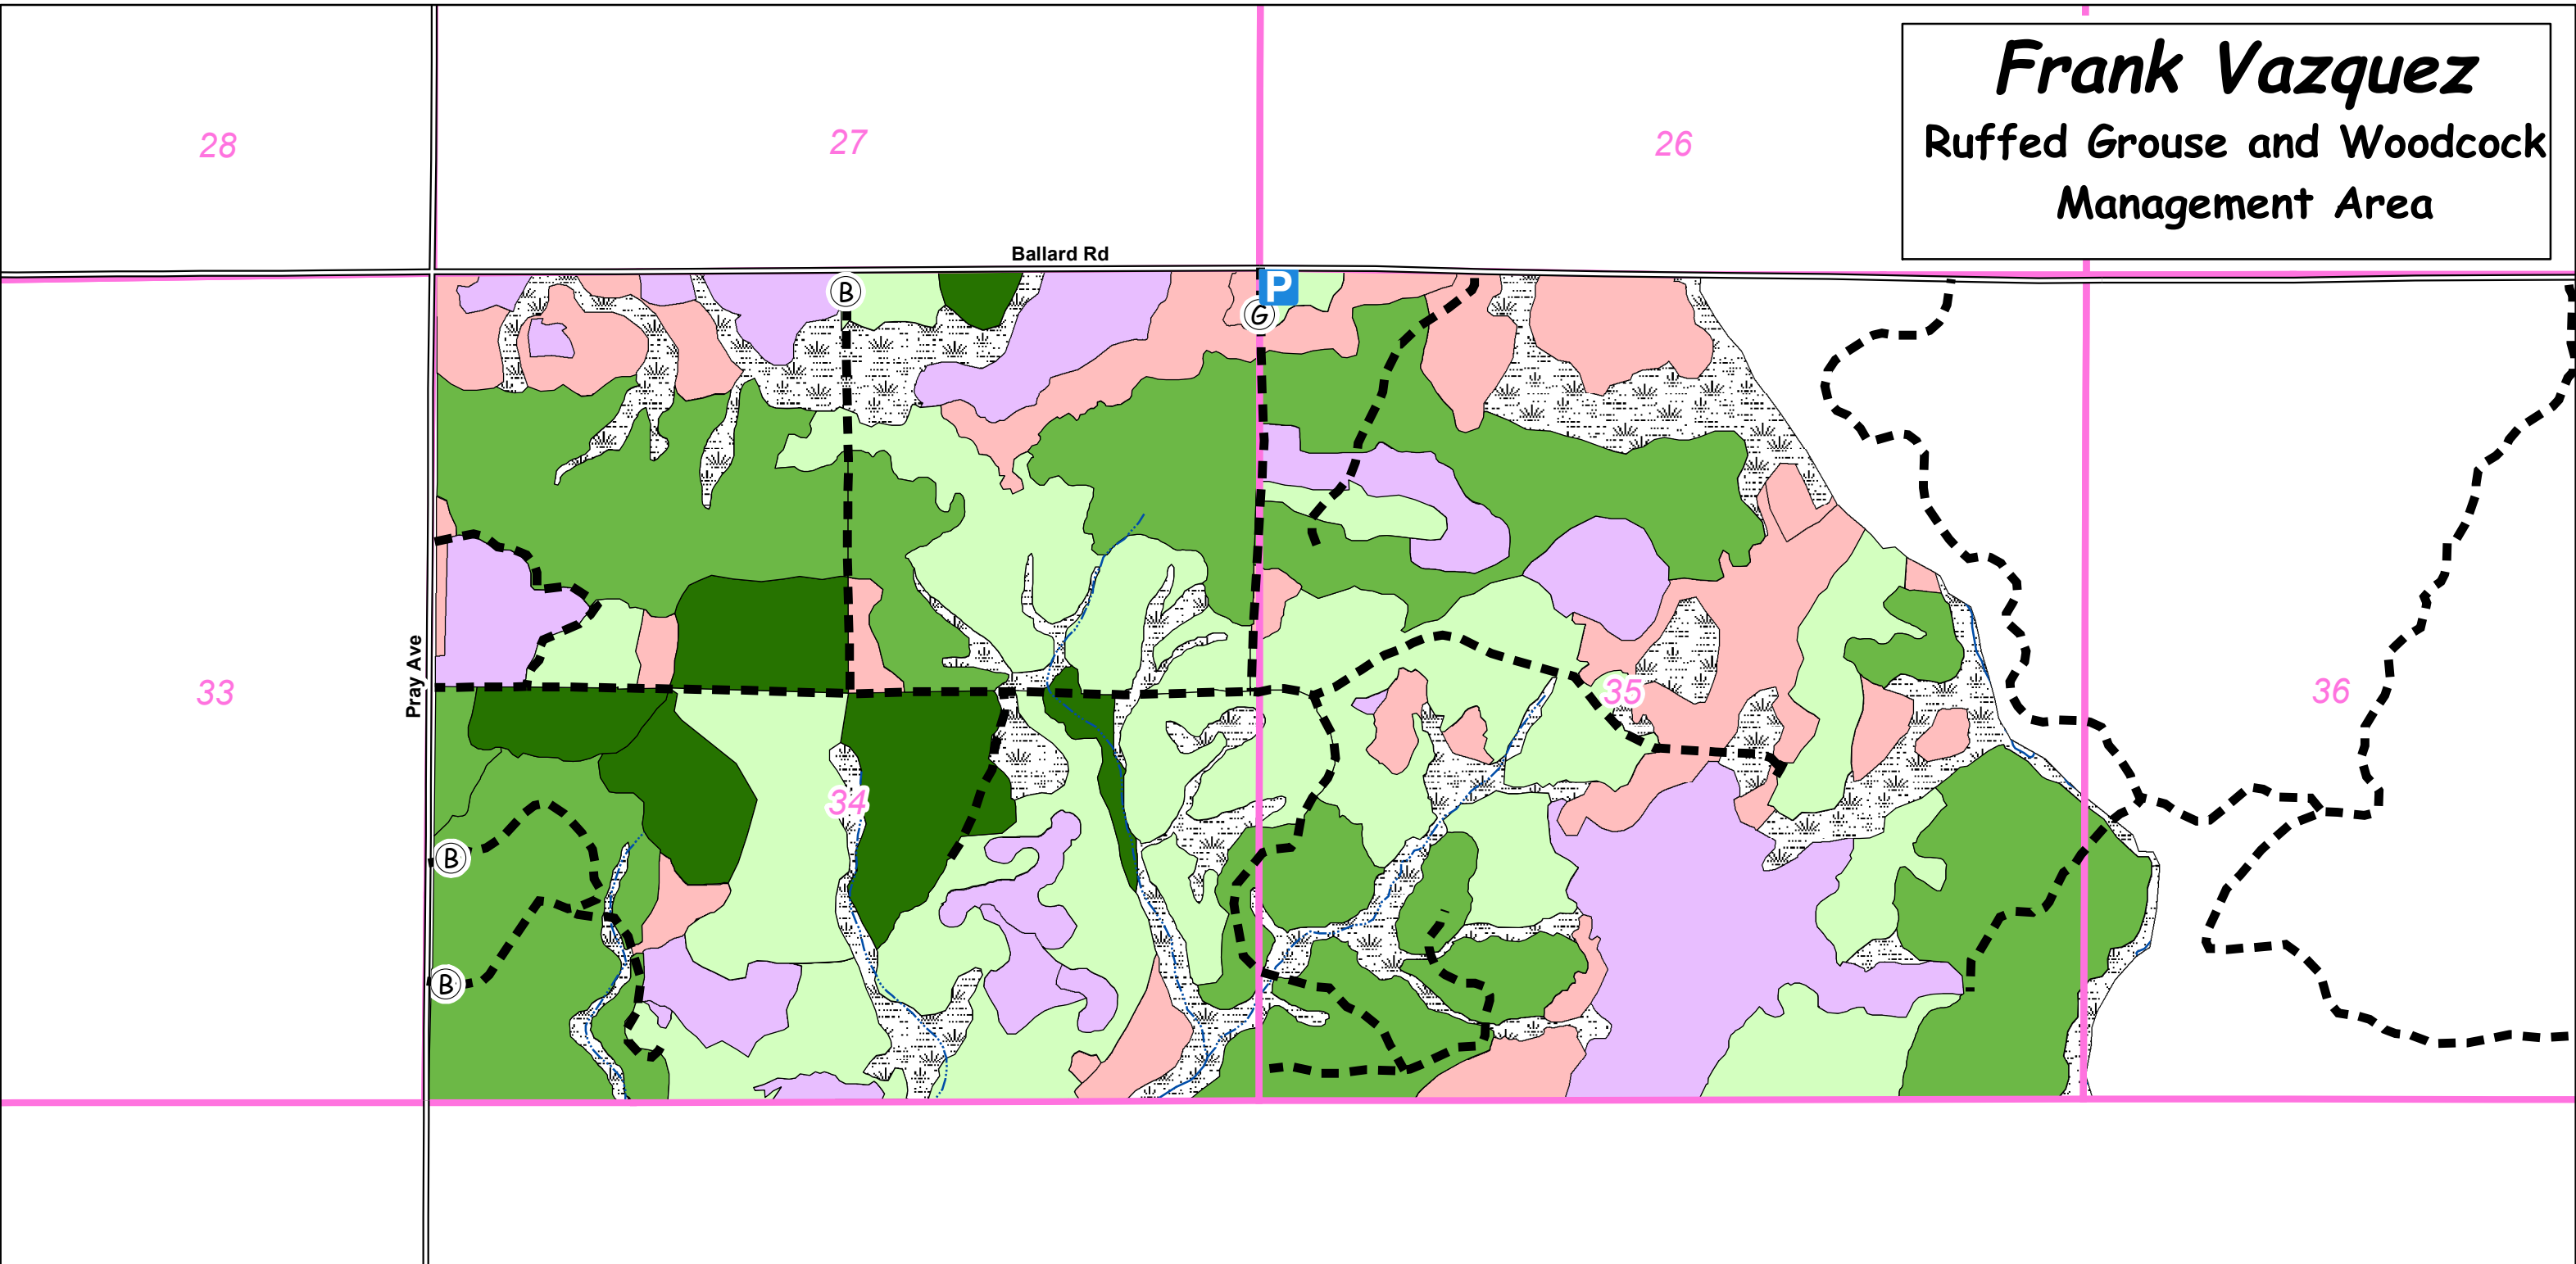 Frank Vazquez
Ruffed Grouse and Woodcock
Management Area
28
27
26
Ballard Rd
B
P
G
Pray Ave
33
35
36
34
B
B